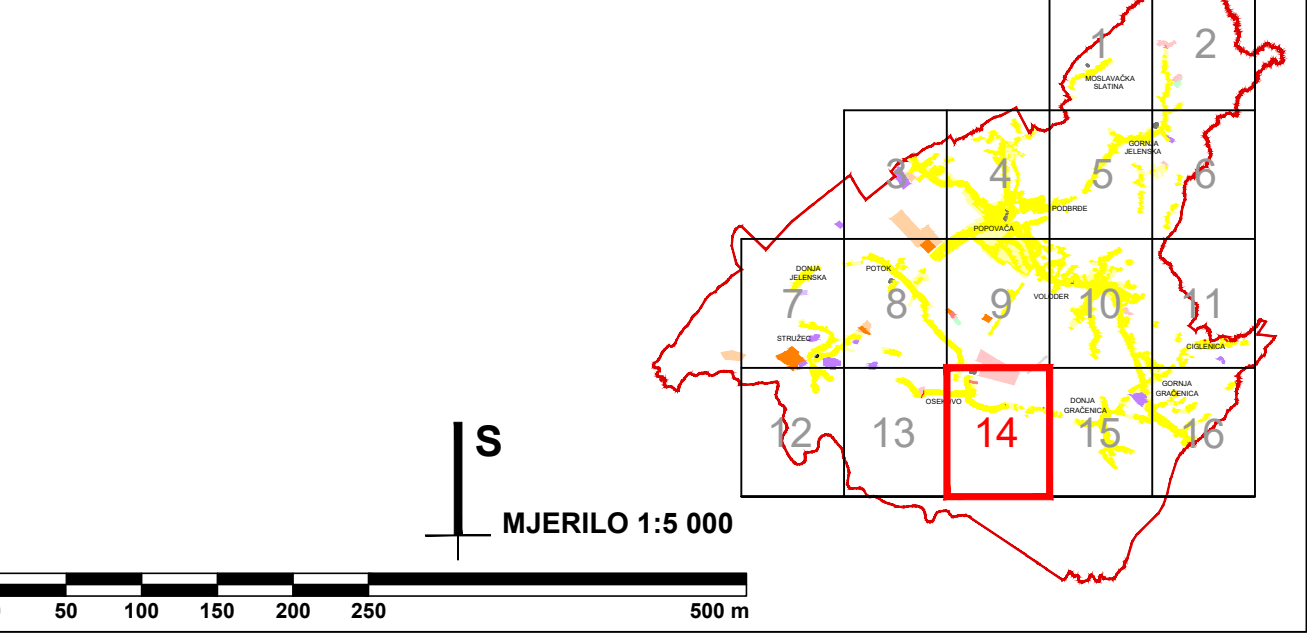 1
2
MOSLAVAČKA
SLATINA
GORNJA
JELENSKA
3
4
5
6
PODBRĐE
POPOVAČA
DONJA
JELENSKA
POTOK
7
8
9
VOLODER
10
11
STRUŽEC
CIGLENICA
GORNJA
GRAČENICA
OSEKOVO
DONJA
GRAČENICA
12
13
14
15
16
S
MJERILO 1:5 000
50 100 150 200 250 500 m